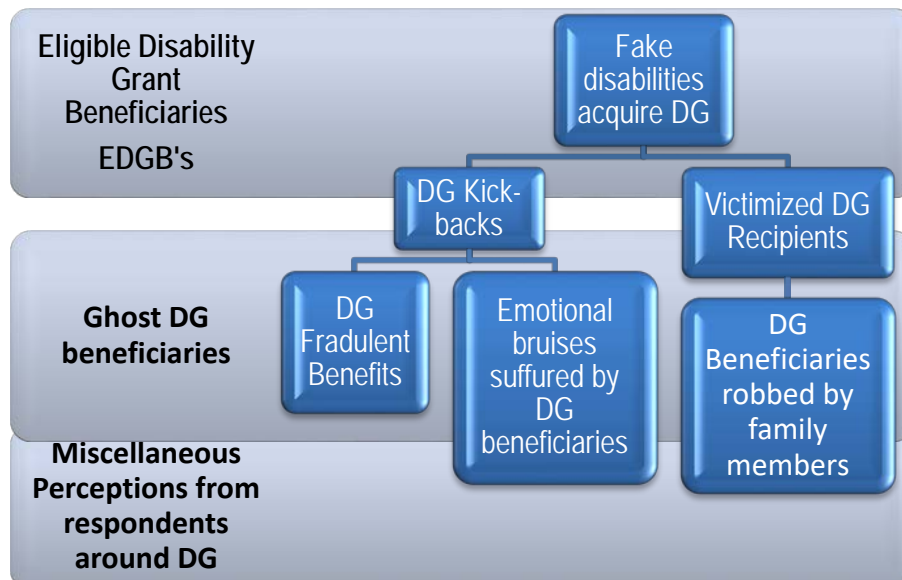 Eligible Disability
Grant
Beneficiaries
EDGB's
Fake
disabilities
acquire DG
DG Kick-
backs
Victimized DG
Recipients
Ghost DG
beneficiaries
DG
Fradulent
Benefits
Emotional
bruises
suffured by
DG
beneficiaries
DG
Beneficiaries
robbed by
family
members
Miscellaneous
Perceptions from
respondents
around DG